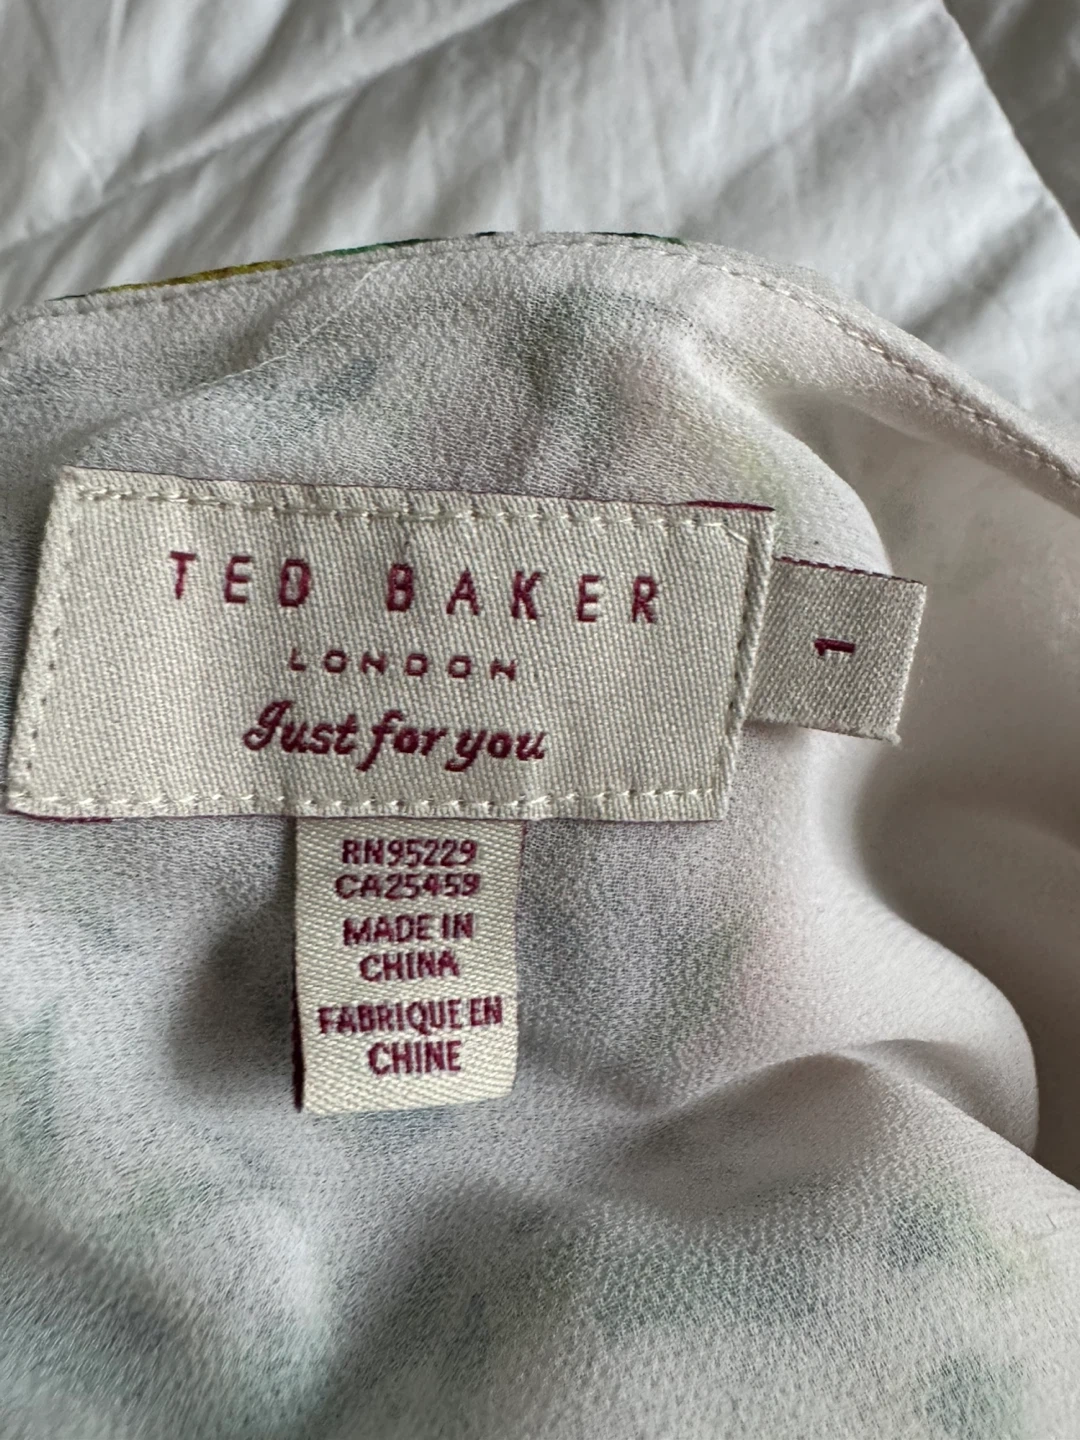 TED BAKER
LONDON
Just for you
1
RN95229
CA25459
MADE IN
CHINA
FABRIQUE EN
CHINE